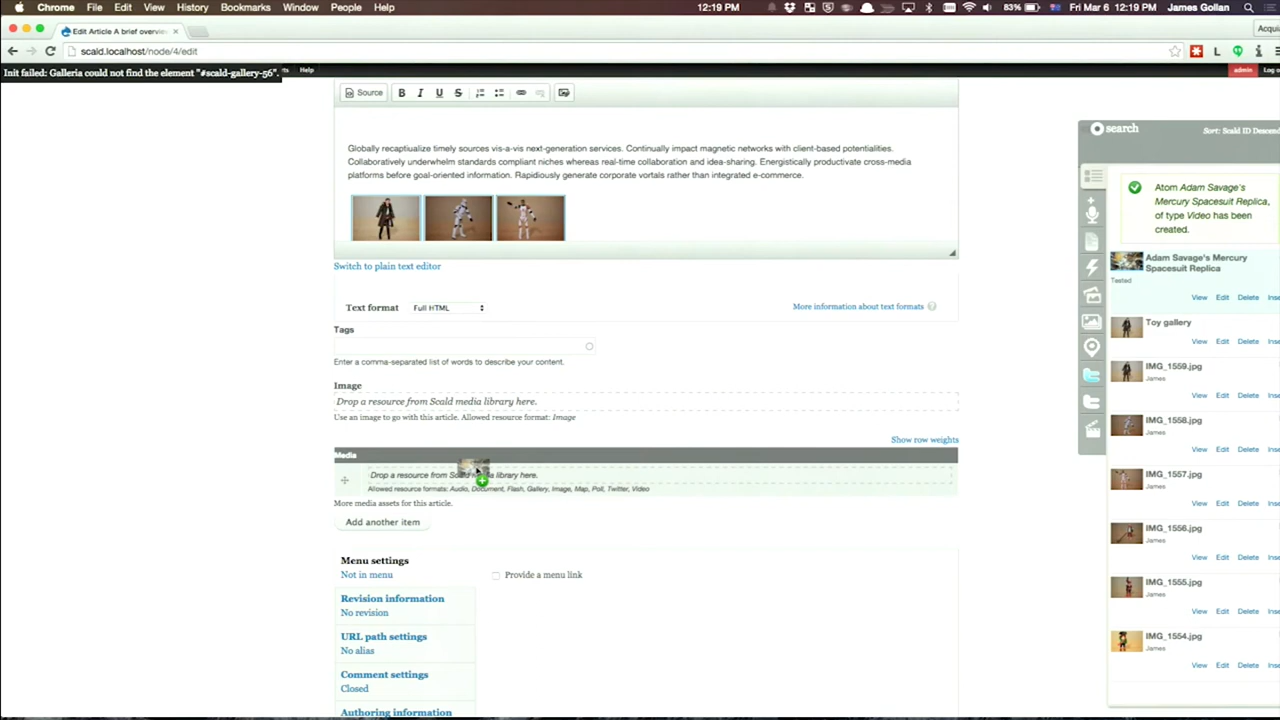 Chrome File Edit View History Bookmarks Window People Help 12:19 PM 83% Fri Mar 6 12:19 PM James Gollan
Edit Article A brief overvie
Acquia
scald.localhost/node/4/edit
Init failed: Galleria could not find the element "#scald-gallery-56". Help admin Log o
Source B I U S
search Sort: Scald ID Descend
Globally recaptiualize timely sources vis-a-vis next-generation services. Continually impact magnetic networks with client-based potentialities.
Collaboratively underwhelm standards compliant niches whereas real-time collaboration and idea-sharing. Energistically productivate cross-media
platforms before goal-oriented information. Rapidiously generate corporate vortals rather than integrated e-commerce.
Atom Adam Savage's
Mercury Spacesuit Replica,
of type Video has been
created.
Switch to plain text editor
Adam Savage's Mercury
Spacesuit Replica
Tested
View Edit Delete Inse
Text format Full HTML
More information about text formats
Tags
Enter a comma-separated list of words to describe your content.
Toy gallery
View Edit Delete Inse
Image
Drop a resource from Scald media library here.
Use an image to go with this article. Allowed resource format: Image
IMG_1559.jpg
James
View Edit Delete Inse
Show row weights
IMG_1558.jpg
James
View Edit Delete Inse
Media
Drop a resource from Scald media library here.
Allowed resource formats: Audio, Document, Flash, Gallery, Image, Map, Poll, Twitter, Video
More media assets for this article.
Add another item
IMG_1557.jpg
James
View Edit Delete Inse
IMG_1556.jpg
James
View Edit Delete Inse
Menu settings
Not in menu
Provide a menu link
Revision information
No revision
IMG_1555.jpg
James
View Edit Delete Inse
URL path settings
No alias
IMG_1554.jpg
James
View Edit Delete Inse
Comment settings
Closed
Authoring information